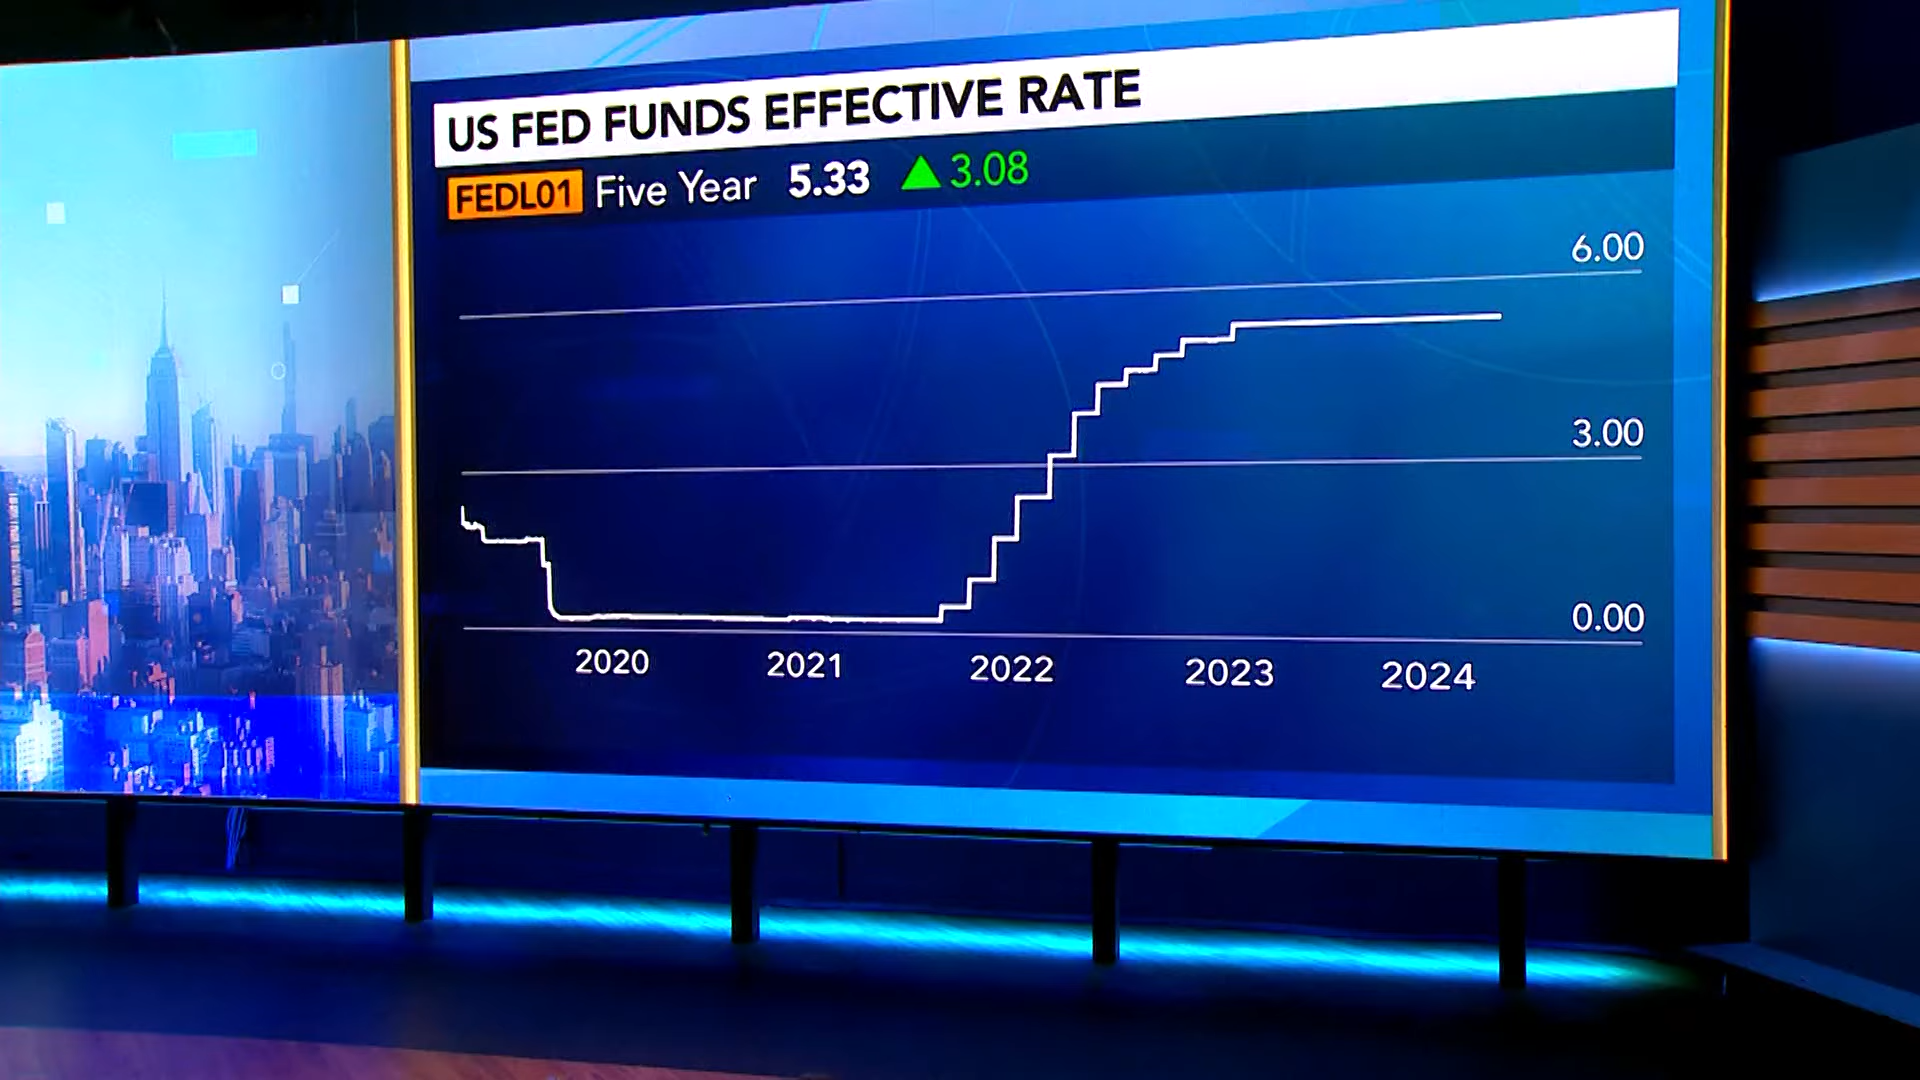 US FED FUNDS EFFECTIVE RATE
FEDL01 Five Year 5.33 ▲3.08
6.00
3.00
0.00
2020 2021 2022 2023 2024